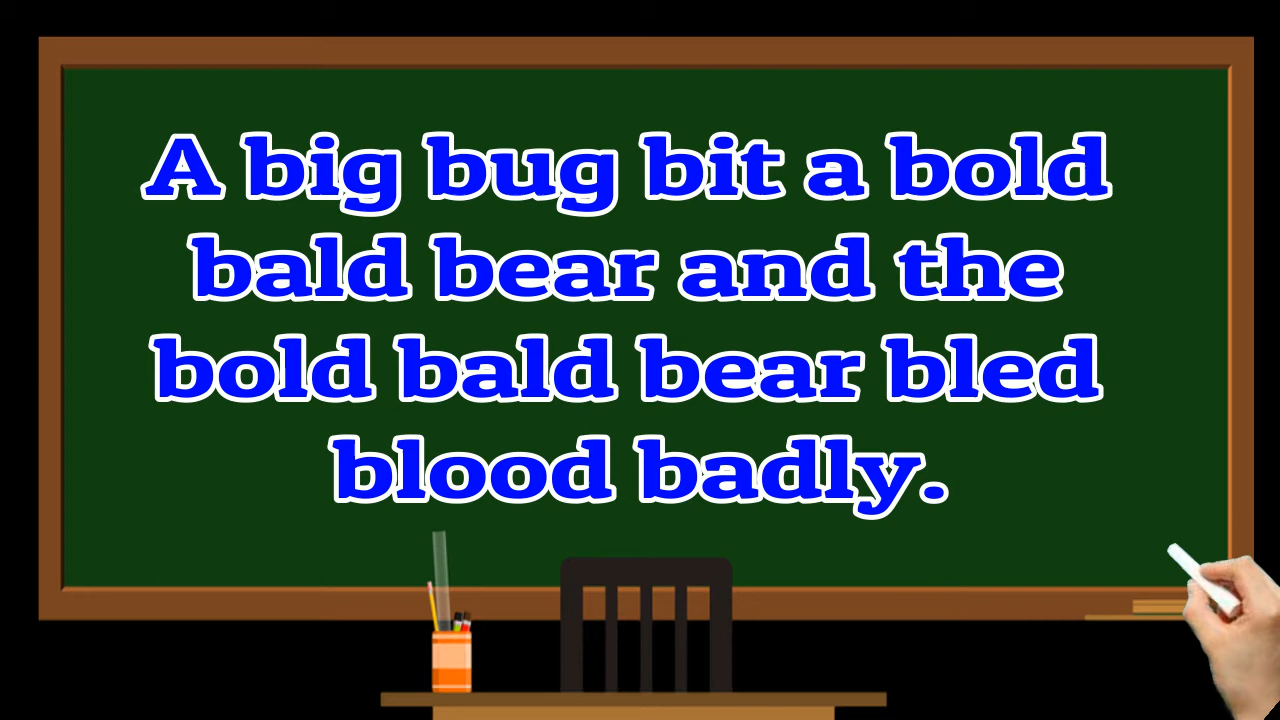 A big bug bit a bold
bald bear and the
bold bald bear bled
blood badly.